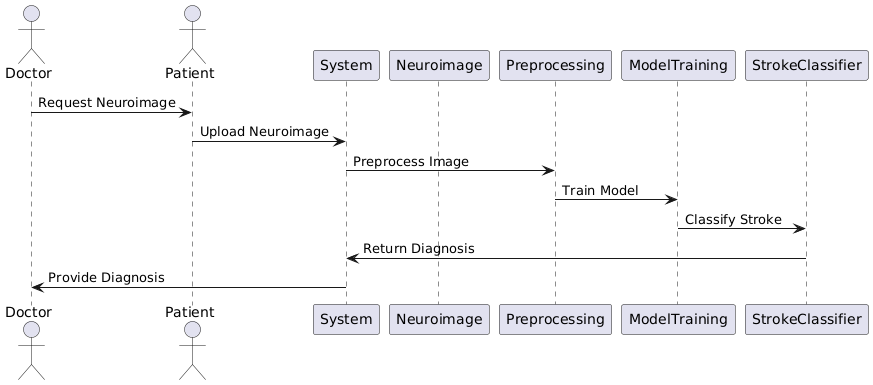 Doctor
Patient
System
Neuroimage
Preprocessing
ModelTraining
StrokeClassifier
Request Neuroimage
Upload Neuroimage
Preprocess Image
Train Model
Classify Stroke
Return Diagnosis
Provide Diagnosis
Doctor
Patient
System
Neuroimage
Preprocessing
ModelTraining
StrokeClassifier